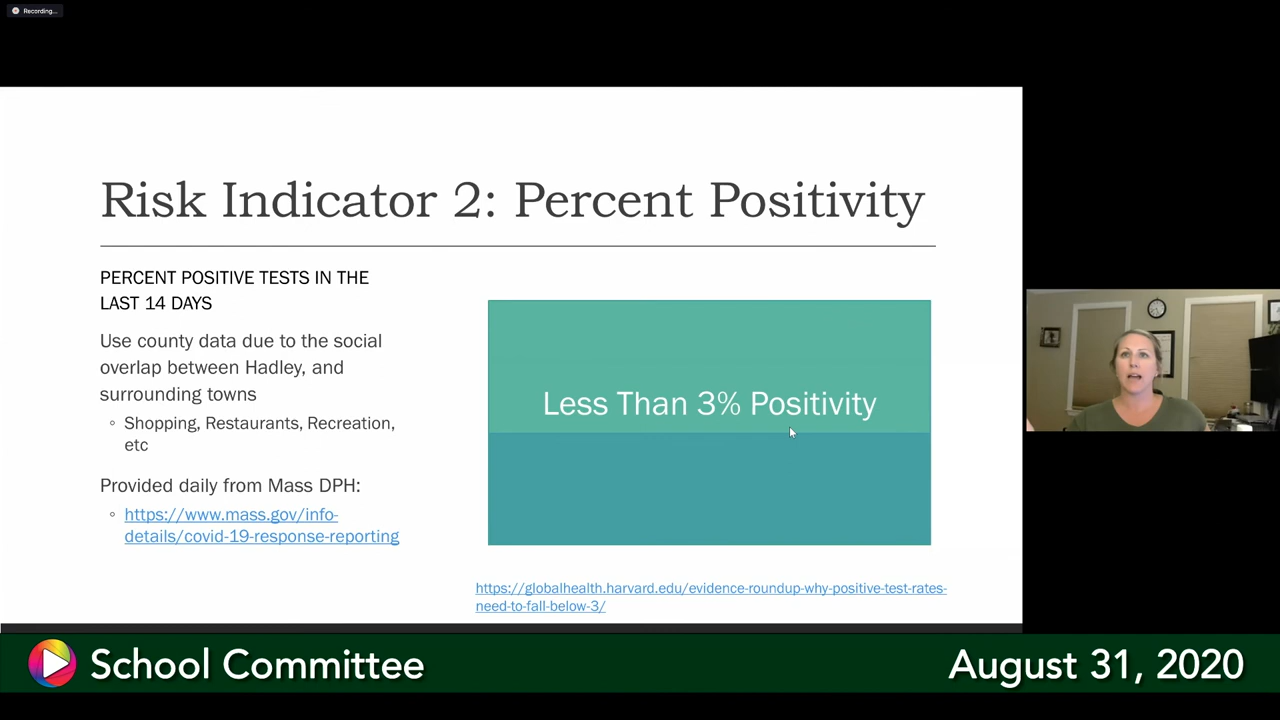 Recording...
Risk Indicator 2: Percent Positivity
PERCENT POSITIVE TESTS IN THE
LAST 14 DAYS
Use county data due to the social
overlap between Hadley, and
surrounding towns
◦ Shopping, Restaurants, Recreation,
etc
Provided daily from Mass DPH:
◦ https://www.mass.gov/info-
details/covid-19-response-reporting
Less Than 3% Positivity
https://globalhealth.harvard.edu/evidence-roundup-why-positive-test-rates-
need-to-fall-below-3/
School Committee
August 31, 2020